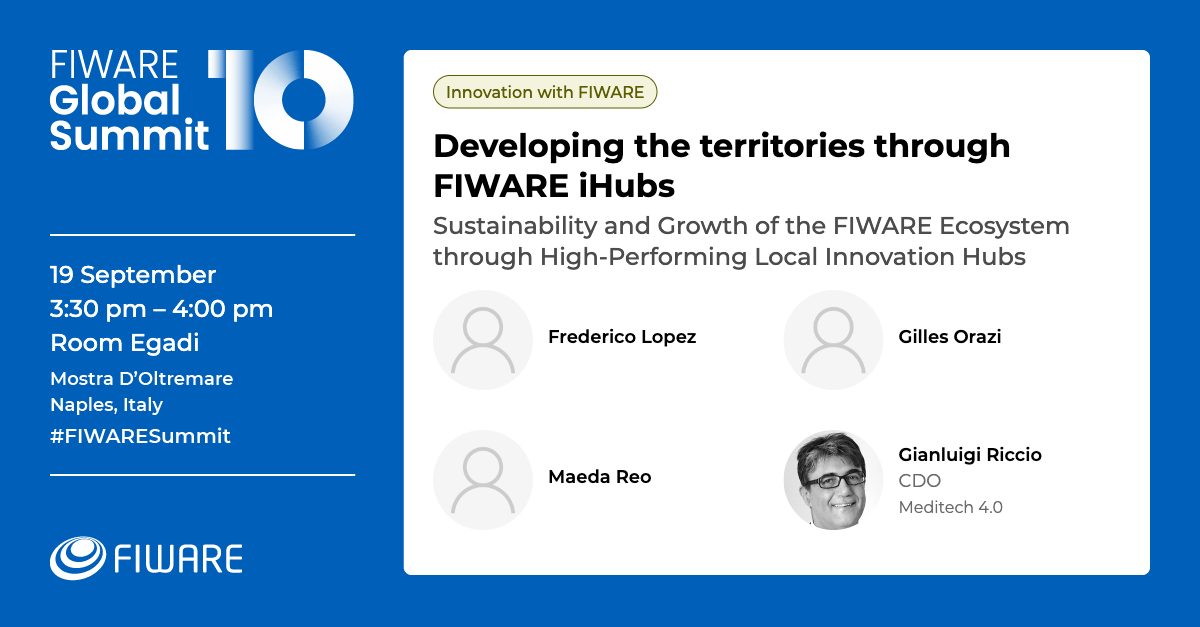 FIWARE
Global
Summit
10
19 September
3:30 pm – 4:00 pm
Room Egadi
Mostra D’Oltremare
Naples, Italy
#FIWARESummit
FIWARE
Innovation with FIWARE
Developing the territories through
FIWARE iHubs
Sustainability and Growth of the FIWARE Ecosystem
through High-Performing Local Innovation Hubs
Frederico Lopez
Gilles Orazi
Maeda Reo
Gianluigi Riccio
CDO
Meditech 4.0